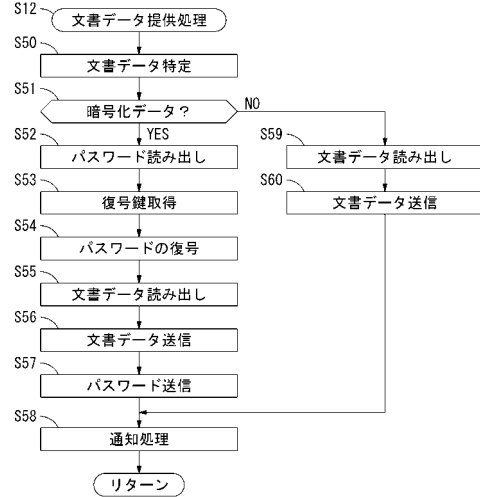 S12
文書データ提供処理
S50
文書データ特定
S51
暗号化データ？
NO
YES
S52
パスワード読み出し
S59
文書データ読み出し
S53
復号鍵取得
S60
文書データ送信
S54
パスワードの復号
S55
文書データ読み出し
S56
文書データ送信
S57
パスワード送信
S58
通知処理
リターン